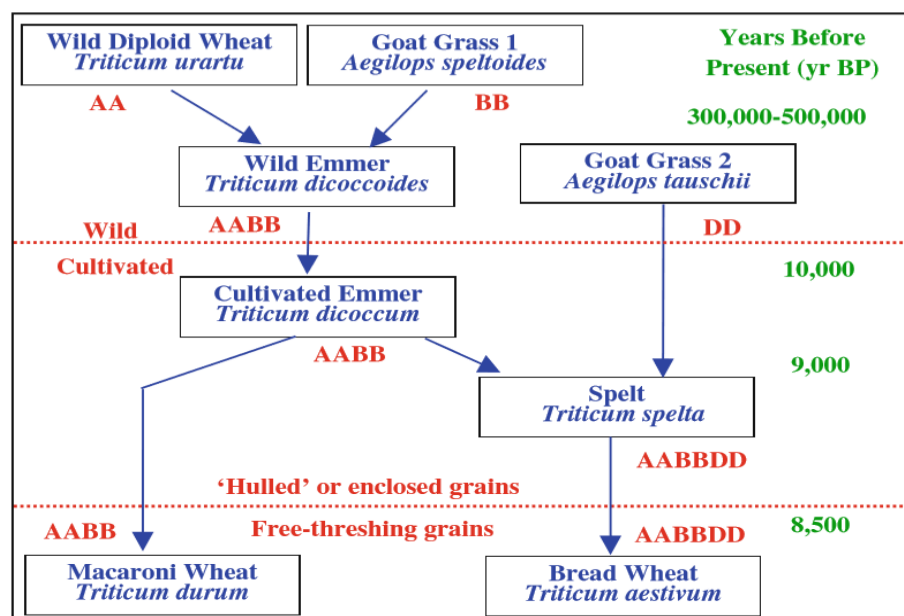 Wild Diploid Wheat
Triticum urartu
Goat Grass 1
Aegilops speltoides
Years Before
Present (yr BP)
AA
BB
300,000-500,000
Wild Emmer
Triticum dicoccoides
Goat Grass 2
Aegilops tauschii
AABB
DD
Wild
Cultivated
10,000
Cultivated Emmer
Triticum dicoccum
AABB
9,000
Spelt
Triticum spelta
AABBDD
‘Hulled’ or enclosed grains
Free-threshing grains
8,500
AABB
AABBDD
Macaroni Wheat
Triticum durum
Bread Wheat
Triticum aestivum